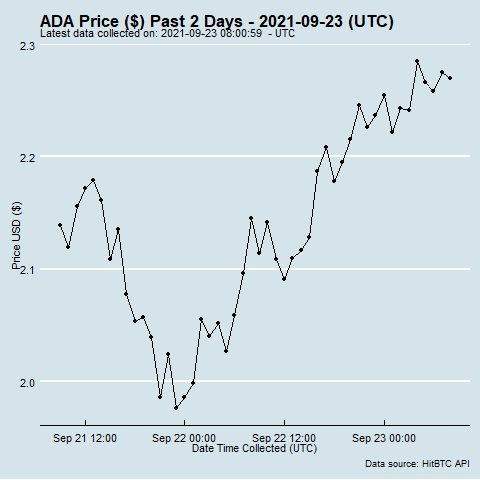 ADA Price ($) Past 2 Days - 2021-09-23 (UTC)
Latest data collected on: 2021-09-23 08:00:59 - UTC
2.3
2.2
2.1
2.0
Price USD ($)
Sep 21 12:00 Sep 22 00:00 Sep 22 12:00 Sep 23 00:00
Date Time Collected (UTC)
Data source: HitBTC API